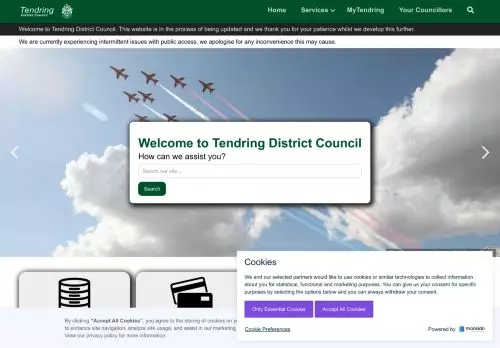 Tendring
District Council
Home
Services
MyTendring
Your Councillors
Welcome to Tendring District Council. This website is in the process of being updated and we thank you for your patience whilst we develop this further.
We are currently experiencing intermittent issues with public access, we apologise for any inconvenience this may cause.
Welcome to Tendring District Council
How can we assist you?
Search our site...
Search
Cookies
We and our selected partners would like to use cookies or similar technologies to collect information
about you for statistical, functional and marketing purposes. You can give us your consent for specific
purposes by selecting the options below and you can always withdraw your consent.
Only Essential Cookies
Accept All Cookies
Cookie Preferences
Powered by monsido
By clicking “Accept All Cookies”, you agree to the storing of cookies on
to enhance site navigation, analyze site usage, and assist in our marketing
View our privacy policy for more information